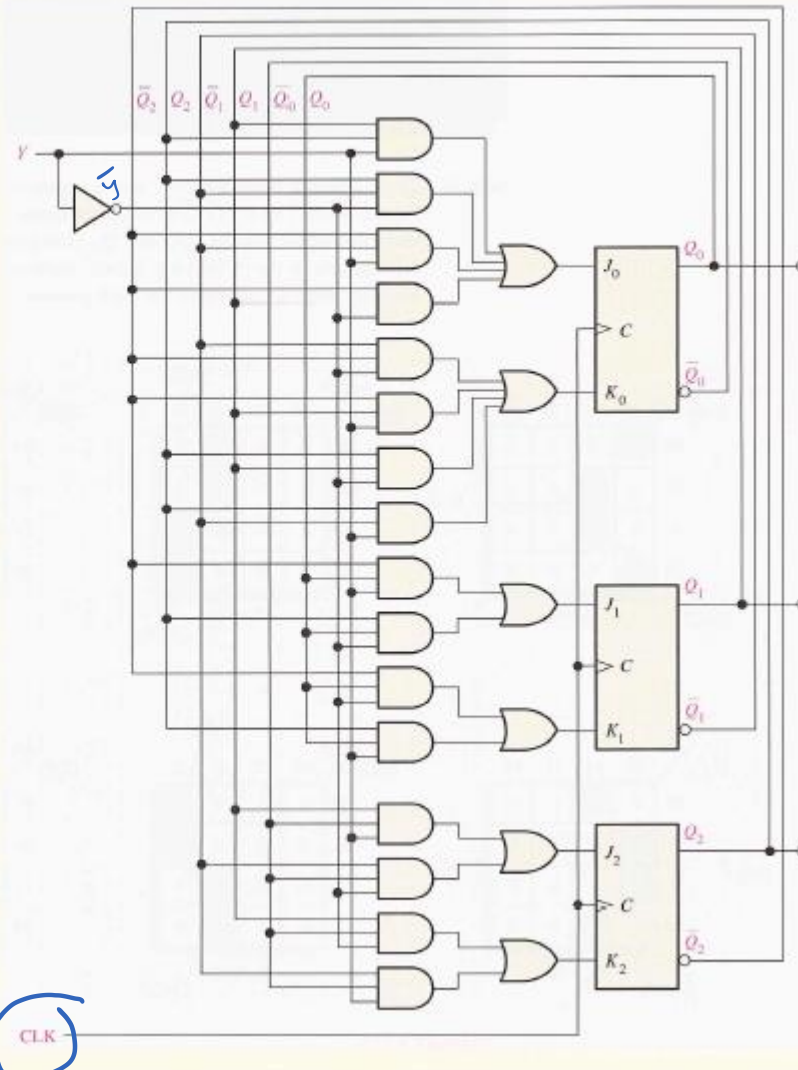 Q̅₂ Q₂ Q̅₁ Q₁ Q̅₀ Q₀
Y
y̅
J₀ Q₀
C
K₀ Q̅₀
J₁ Q₁
C
K₁ Q̅₁
J₂ Q₂
C
K₂ Q̅₂
CLK